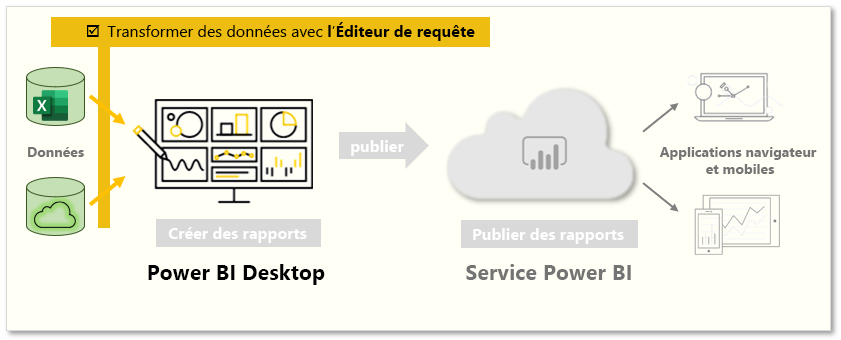 Transformer des données avec l'Éditeur de requête
X
Données
publier
Applications navigateur
et mobiles
Créer des rapports
Publier des rapports
Power BI Desktop
Service Power BI